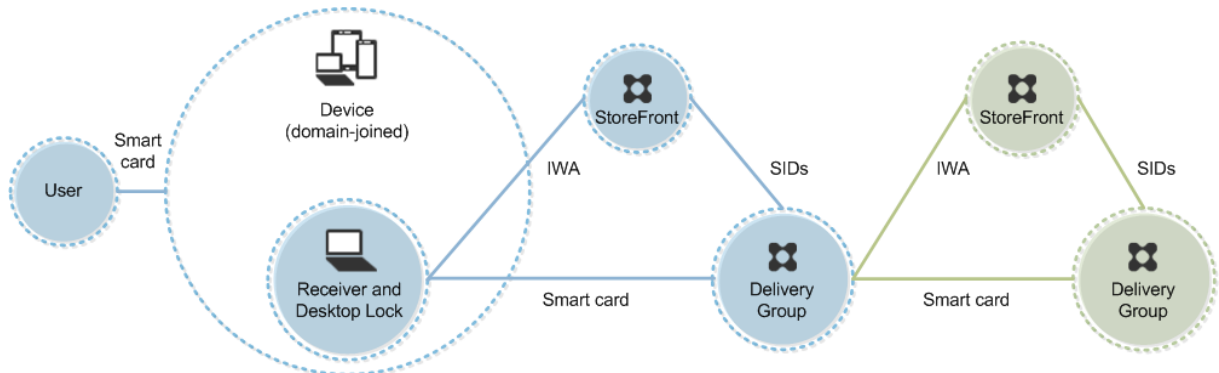 User
Smart
card
Device
(domain-joined)
Receiver and
Desktop Lock
IWA
StoreFront
SIDs
Smart card
Delivery
Group
IWA
StoreFront
SIDs
Smart card
Delivery
Group